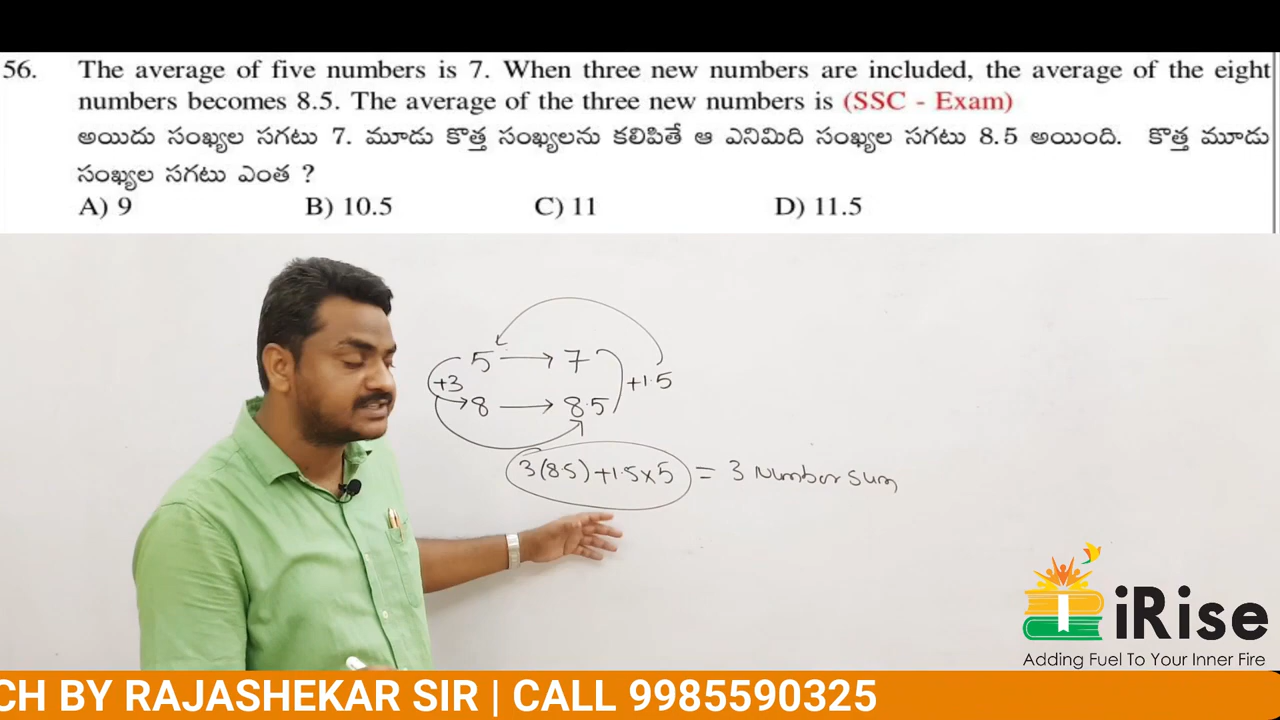 56. The average of five numbers is 7. When three new numbers are included, the average of the eight
numbers becomes 8.5. The average of the three new numbers is (SSC - Exam)
అయిదు సంఖ్యల సగటు 7. మూడు కొత్త సంఖ్యలను కలిపితే ఆ ఎనిమిది సంఖ్యల సగటు 8.5 అయింది. కొత్త మూడు
సంఖ్యల సగటు ఎంత ?
A) 9 B) 10.5 C) 11 D) 11.5
5 → 7
+3 +1.5
8 → 8.5
3(8.5) +1.5×5 = 3 Number Sum
iRise
Adding Fuel To Your Inner Fire
CH BY RAJASHEKAR SIR | CALL 9985590325